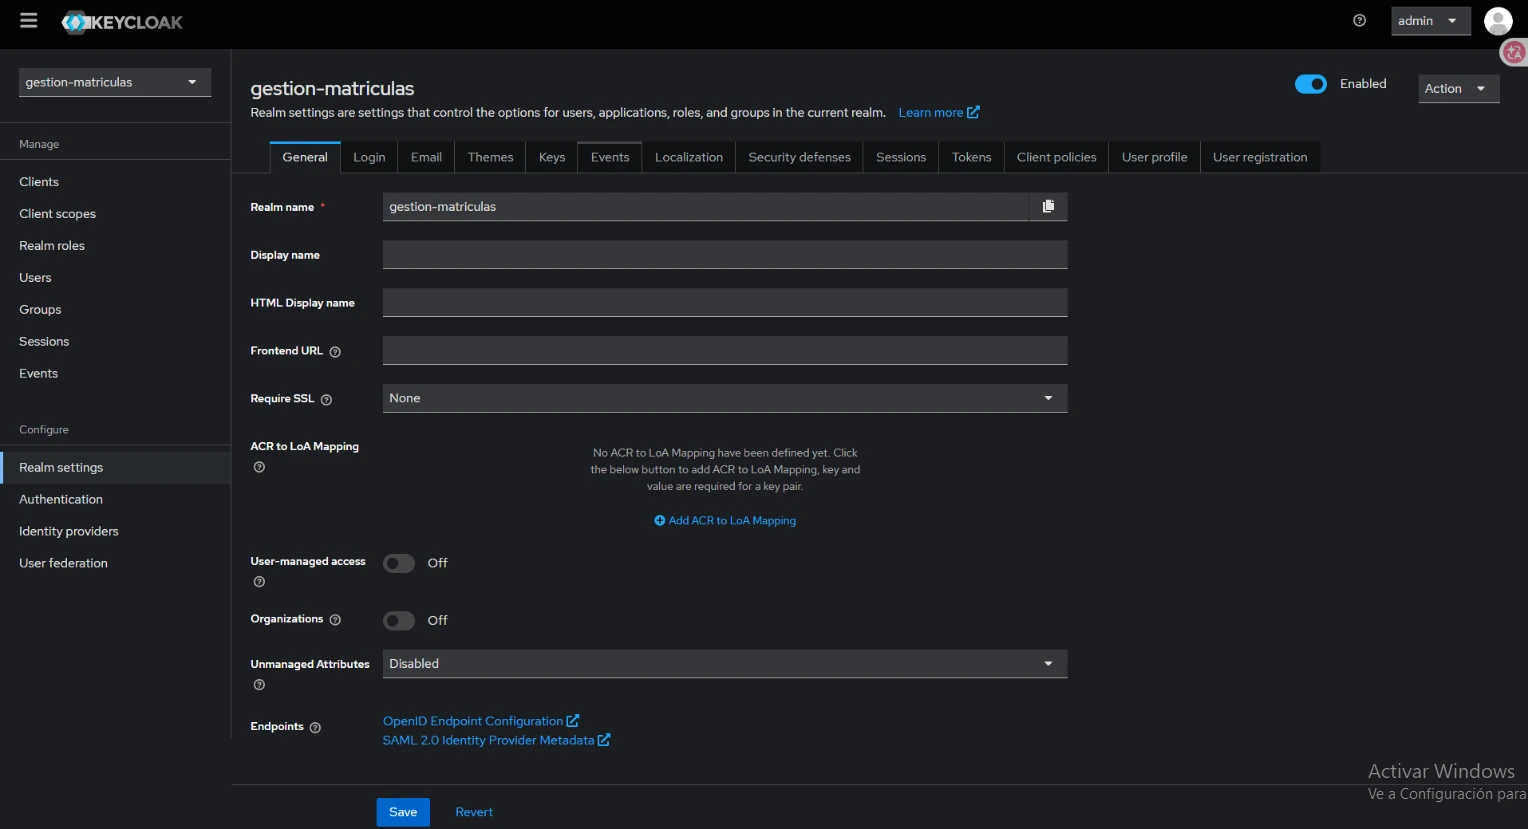 KEYCLOAK
admin
gestion-matriculas
Manage
Clients
Client scopes
Realm roles
Users
Groups
Sessions
Events
Configure
Realm settings
Authentication
Identity providers
User federation
gestion-matriculas
Enabled
Action
Realm settings are settings that control the options for users, applications, roles, and groups in the current realm. Learn more
General Login Email Themes Keys Events Localization Security defenses Sessions Tokens Client policies User profile User registration
Realm name * gestion-matriculas
Display name
HTML Display name
Frontend URL
Require SSL None
ACR to LoA Mapping
No ACR to LoA Mapping have been defined yet. Click
the below button to add ACR to LoA Mapping, key and
value are required for a key pair.
Add ACR to LoA Mapping
User-managed access Off
Organizations Off
Unmanaged Attributes Disabled
Endpoints OpenID Endpoint Configuration
SAML 2.0 Identity Provider Metadata
Save Revert
Activar Windows
Ve a Configuración para